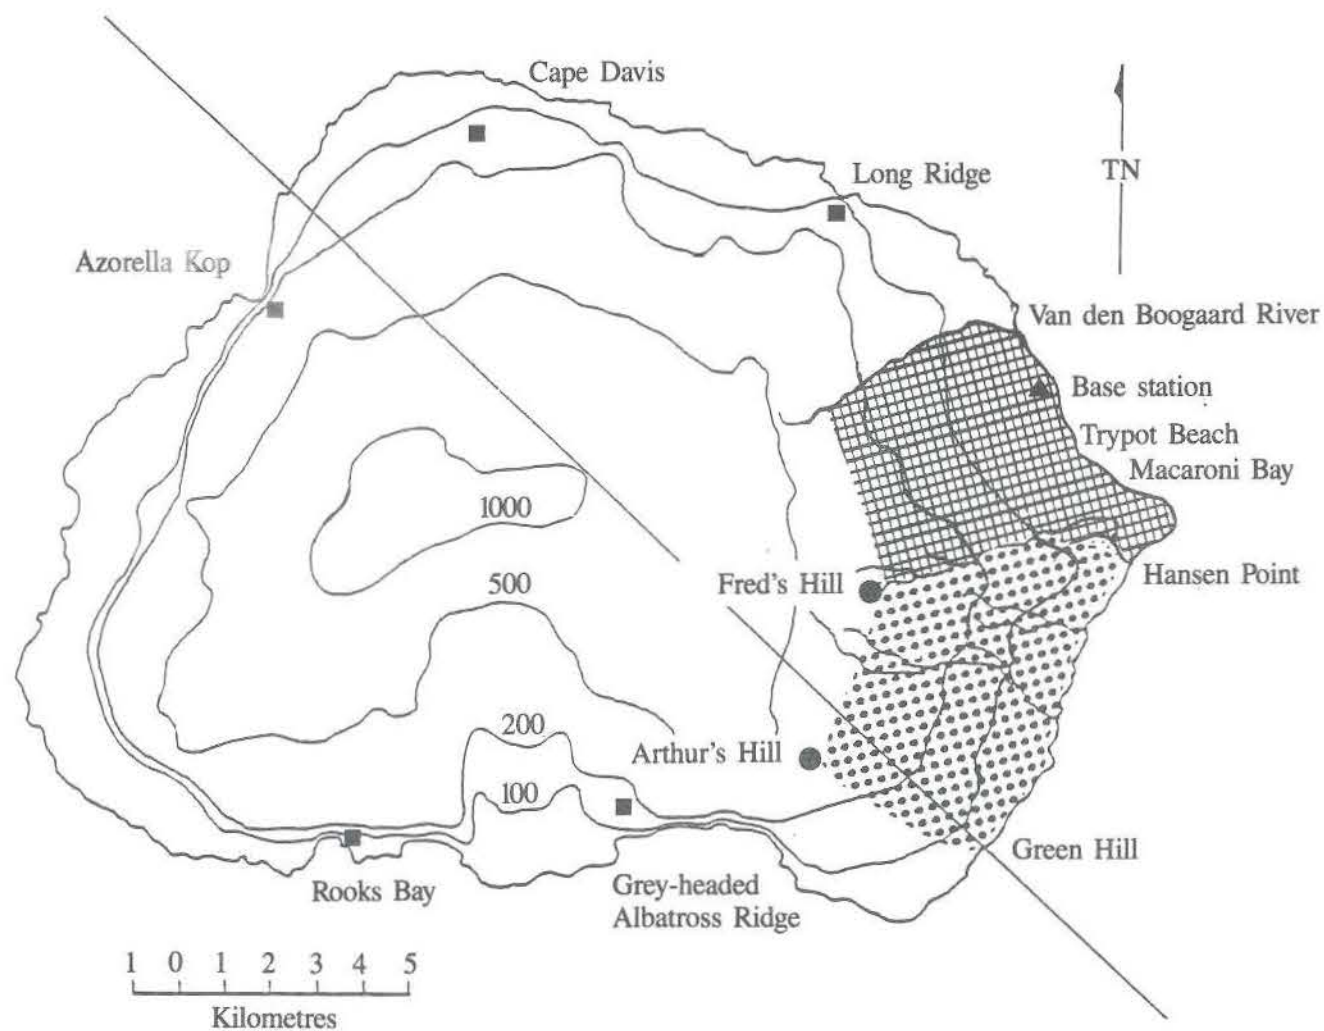 Cape Davis
TN
Long Ridge
Azorella Kop
Van den Boogaard River
Base station
Trypot Beach
Macaroni Bay
1000
Hansen Point
Fred's Hill
500
200
Arthur's Hill
100
Green Hill
Rooks Bay
Grey-headed
Albatross Ridge
1 0 1 2 3 4 5
Kilometres